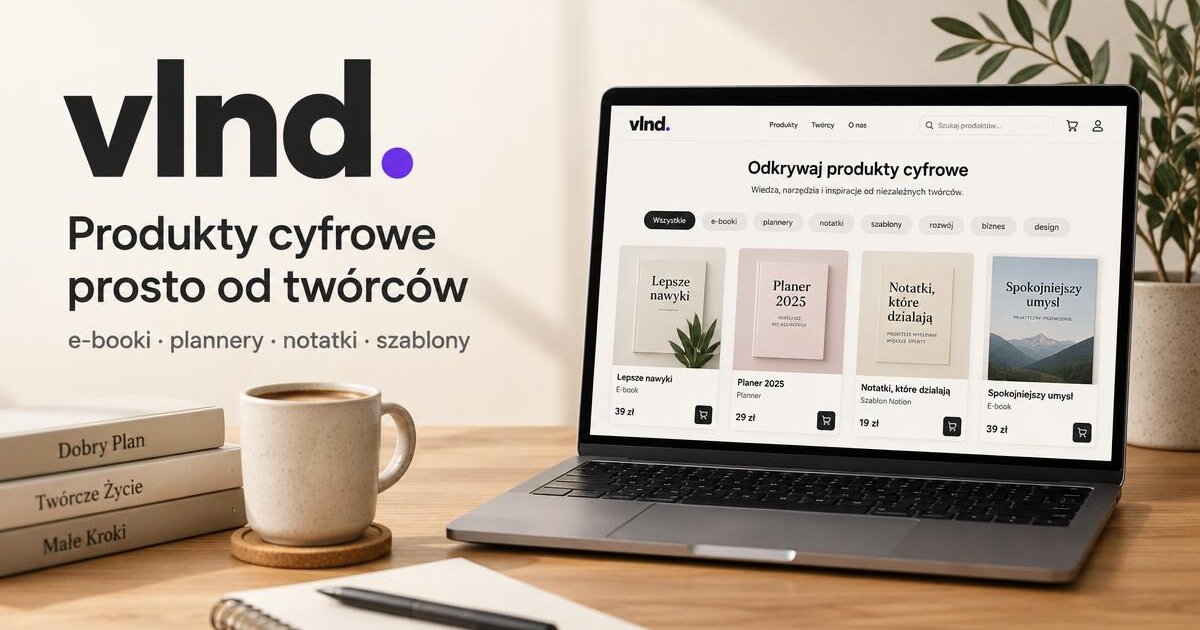 vlnd.
Produkty cyfrowe
prosto od twórców
e-booki · plannery · notatki · szablony
Dobry Plan
Twórcze Życie
Małe Kroki
vlnd.
Produkty Twórcy O nas
Szukaj produktów...
Odkrywaj produkty cyfrowe
Wiedza, narzędzia i inspiracje od niezależnych twórców.
Wszystkie e-booki plannery notatki szablony rozwój biznes design
Lepsze
nawyki
Planer
2025
Notatki,
które
dzialają
Spokojniejszy
umysl
Lepsze nawyki
E-book
39 zł
Planer 2025
Planner
29 zł
Notatki, które dzialają
Szablon Notion
19 zł
Spokojniejszy umysł
E-book
39 zł